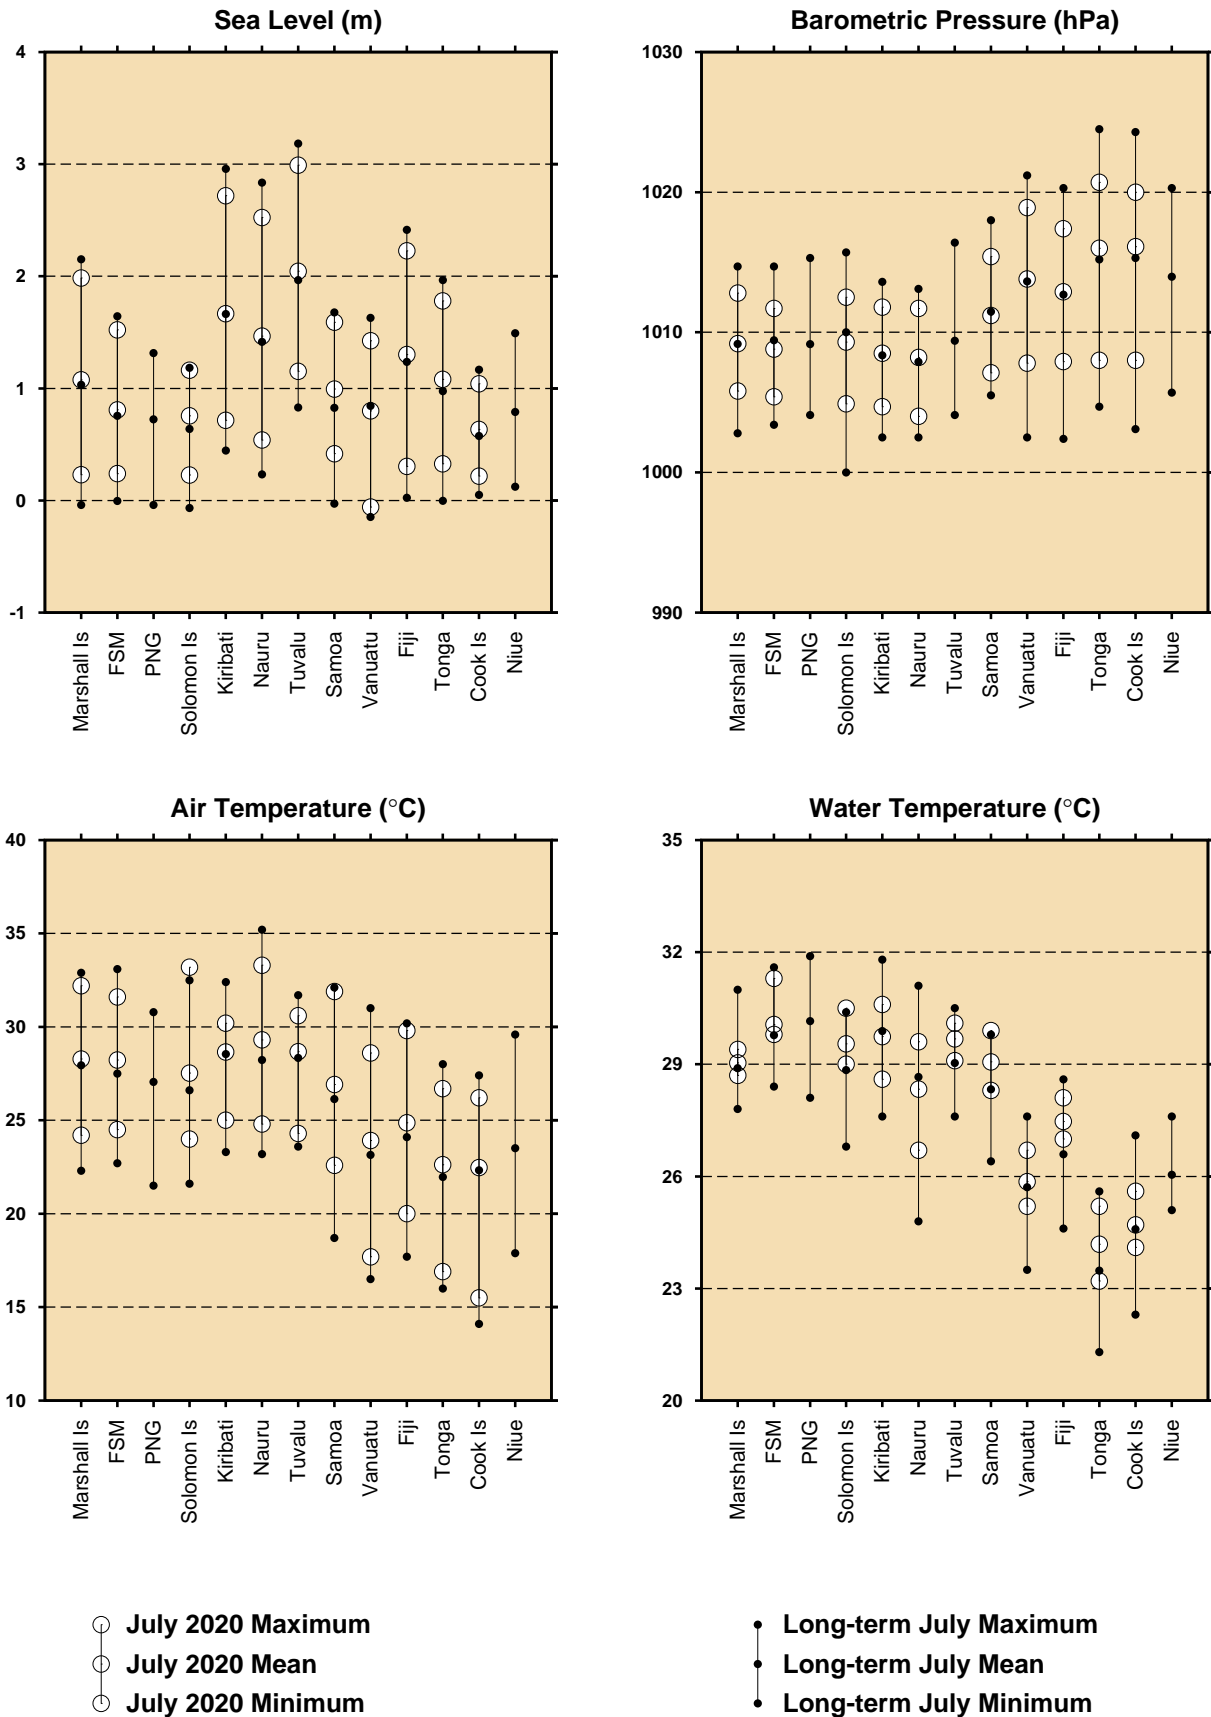 Sea Level (m)
4
3
2
1
0
-1
Marshall Is
FSM
PNG
Solomon Is
Kiribati
Nauru
Tuvalu
Samoa
Vanuatu
Fiji
Tonga
Cook Is
Niue
Barometric Pressure (hPa)
1030
1020
1010
1000
990
Marshall Is
FSM
PNG
Solomon Is
Kiribati
Nauru
Tuvalu
Samoa
Vanuatu
Fiji
Tonga
Cook Is
Niue
Air Temperature (°C)
40
35
30
25
20
15
10
Marshall Is
FSM
PNG
Solomon Is
Kiribati
Nauru
Tuvalu
Samoa
Vanuatu
Fiji
Tonga
Cook Is
Niue
Water Temperature (°C)
35
32
29
26
23
20
Marshall Is
FSM
PNG
Solomon Is
Kiribati
Nauru
Tuvalu
Samoa
Vanuatu
Fiji
Tonga
Cook Is
Niue
July 2020 Maximum
July 2020 Mean
July 2020 Minimum
Long-term July Maximum
Long-term July Mean
Long-term July Minimum